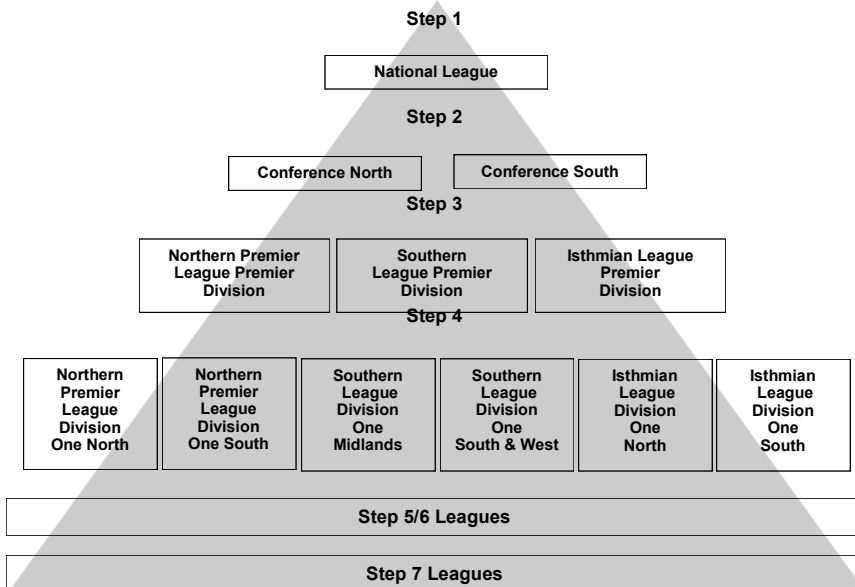 Step 1
National League
Step 2
Conference North
Conference South
Step 3
Northern Premier
League Premier
Division
Southern
League Premier
Division
Isthmian League
Premier
Division
Step 4
Northern
Premier
League
Division
One North
Northern
Premier
League
Division
One South
Southern
League
Division
One
Midlands
Southern
League
Division
One
South & West
Isthmian
League
Division
One
North
Isthmian
League
Division
One
South
Step 5/6 Leagues
Step 7 Leagues